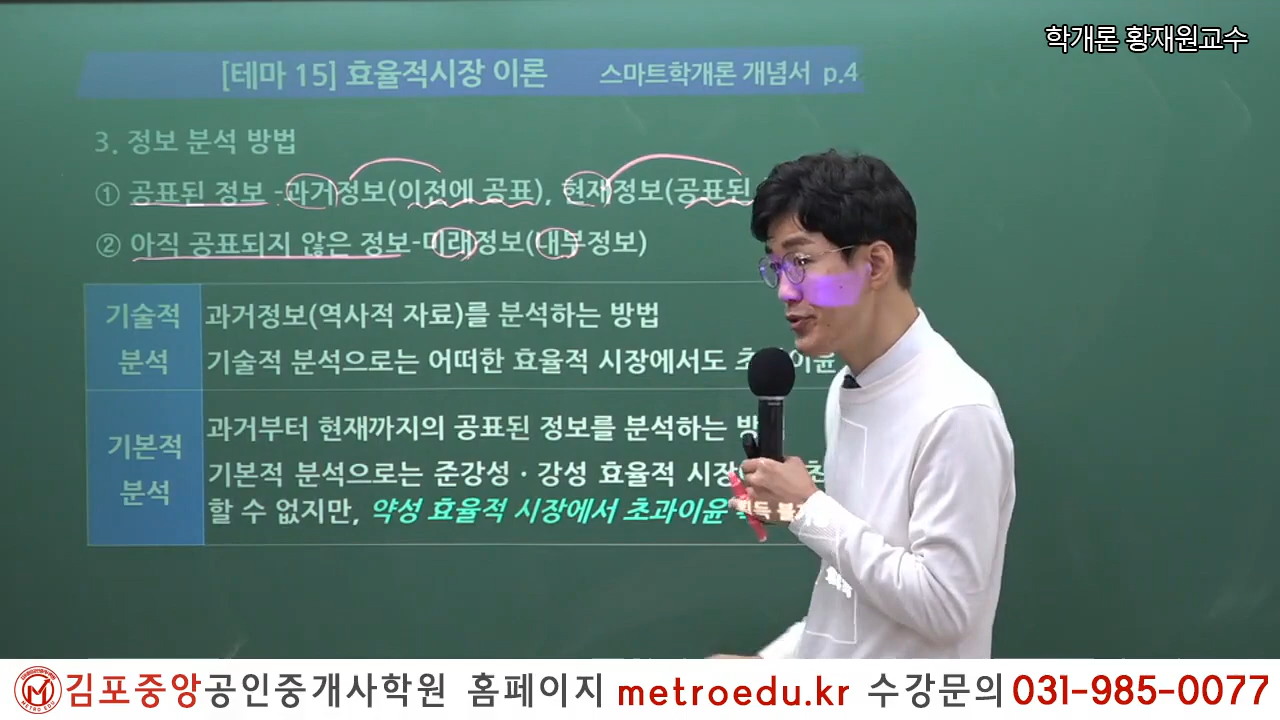 학개론 황재원교수
[테마 15] 효율적시장 이론 스마트학개론 개념서 p.4
3. 정보 분석 방법
① 공표된 정보 - 과거정보(이전에 공표), 현재정보(공표된
② 아직 공표되지 않은 정보-미래정보(내부정보)
기술적 분석
과거정보(역사적 자료)를 분석하는 방법
기술적 분석으로는 어떠한 효율적 시장에서도 초과이윤
기본적 분석
과거부터 현재까지의 공표된 정보를 분석하는
기본적 분석으로는 준강성·강성 효율적 시장에서 초
할 수 없지만, 약성 효율적 시장에서 초과이윤
METRO EDU
김포중앙공인중개사학원 홈페이지 metroedu.kr 수강문의 031-985-0077